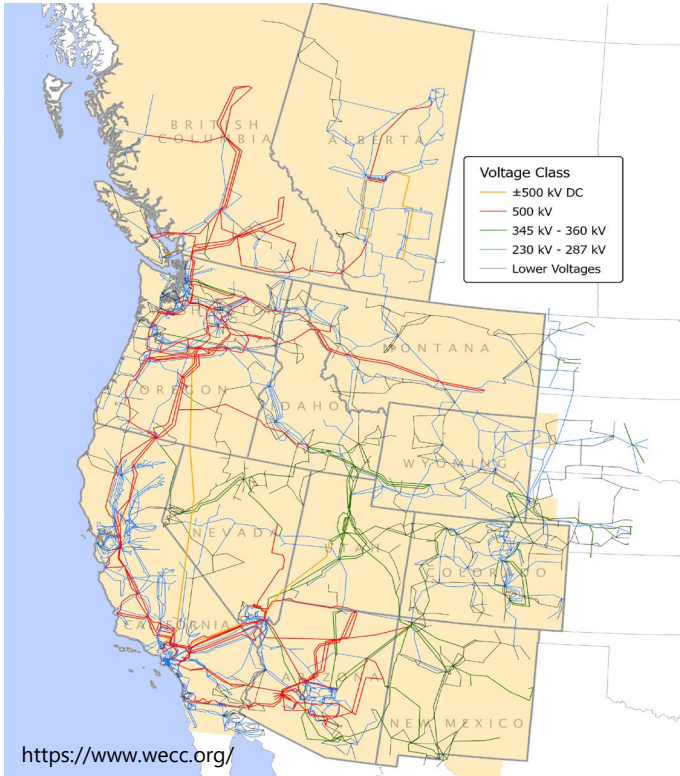 BRITISH
COLUMBIA
ALBERTA
Voltage Class
±500 kV DC
500 kV
345 kV - 360 kV
230 kV - 287 kV
Lower Voltages
WASHINGTON
MONTANA
OREGON
IDAHO
WYOMING
NEVADA
UTAH
COLORADO
CALIFORNIA
ARIZONA
NEW MEXICO
https://www.wecc.org/